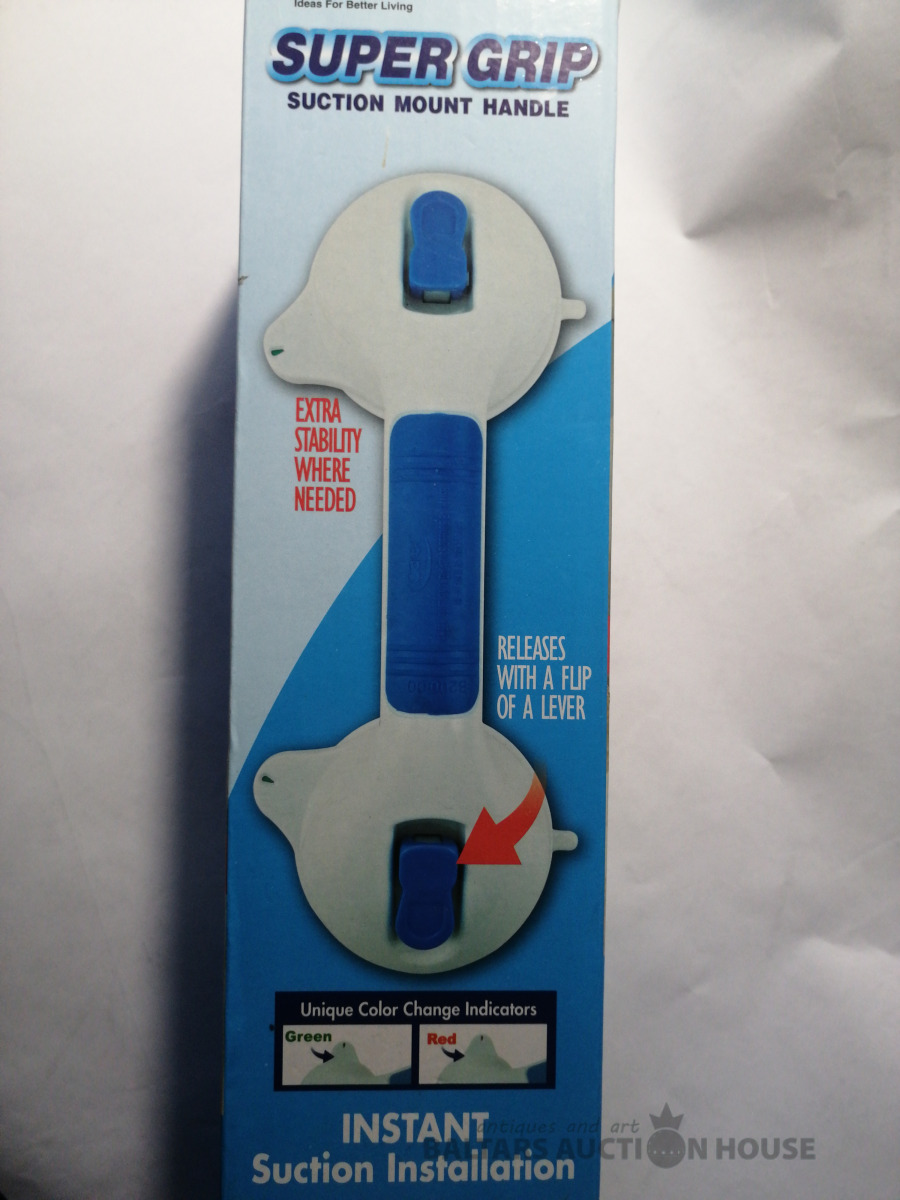 Ideas For Better Living
SUPER GRIP
SUCTION MOUNT HANDLE
EXTRA
STABILITY
WHERE
NEEDED
RELEASES
WITH A FLIP
OF A LEVER
Unique Color Change Indicators
Green
Red
INSTANT
Suction Installation
antiques and art
BALTARS AUCTION HOUSE